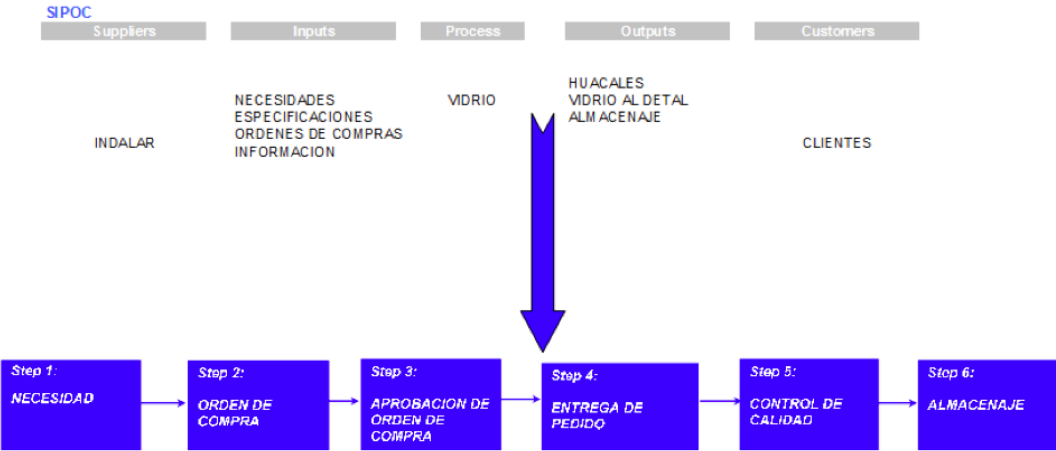 SIPOC
Suppliers
Inputs
Process
Outputs
Customers
INDALAR
NECESIDADES
ESPECIFICACIONES
ORDENES DE COMPRAS
INFORMACION
VIDRIO
HUACALES
VIDRIO AL DETAL
ALMACENAJE
CLIENTES
Step 1:
NECESIDAD
Step 2:
ORDEN DE
COMPRA
Step 3:
APROBACION DE
ORDEN DE
COMPRA
Step 4:
ENTREGA DE
PEDIDO
Step 5:
CONTROL DE
CALIDAD
Step 6:
ALMACENAJE